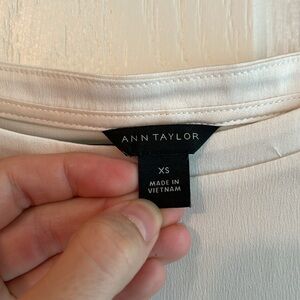 ANN TAYLOR
XS
MADE IN
VIETNAM